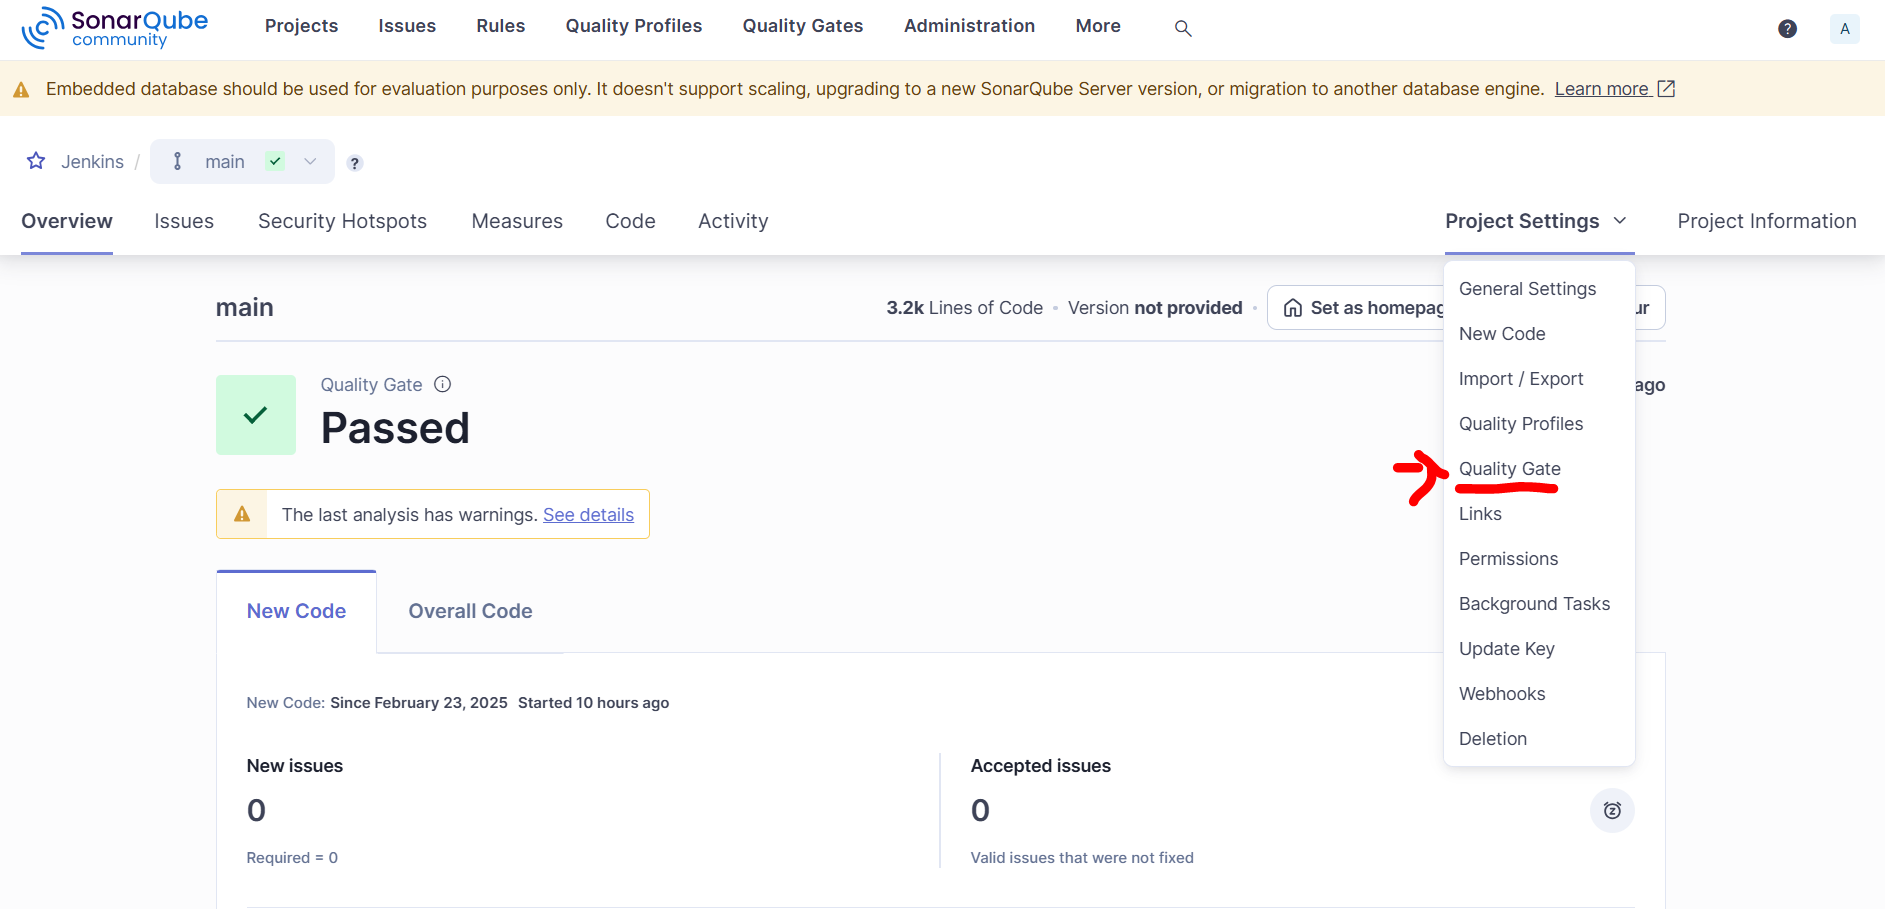 SonarQube community
Projects Issues Rules Quality Profiles Quality Gates Administration More ? A
Embedded database should be used for evaluation purposes only. It doesn't support scaling, upgrading to a new SonarQube Server version, or migration to another database engine. Learn more
Jenkins / main ?
Overview Issues Security Hotspots Measures Code Activity Project Settings Project Information
main 3.2k Lines of Code • Version not provided • Set as homepag
General Settings
New Code
Import / Export
Quality Profiles
Quality Gate
Links
Permissions
Background Tasks
Update Key
Webhooks
Deletion
ago
Quality Gate
Passed
The last analysis has warnings. See details
New Code Overall Code
New Code: Since February 23, 2025 Started 10 hours ago
New issues
0
Required = 0
Accepted issues
0
Valid issues that were not fixed